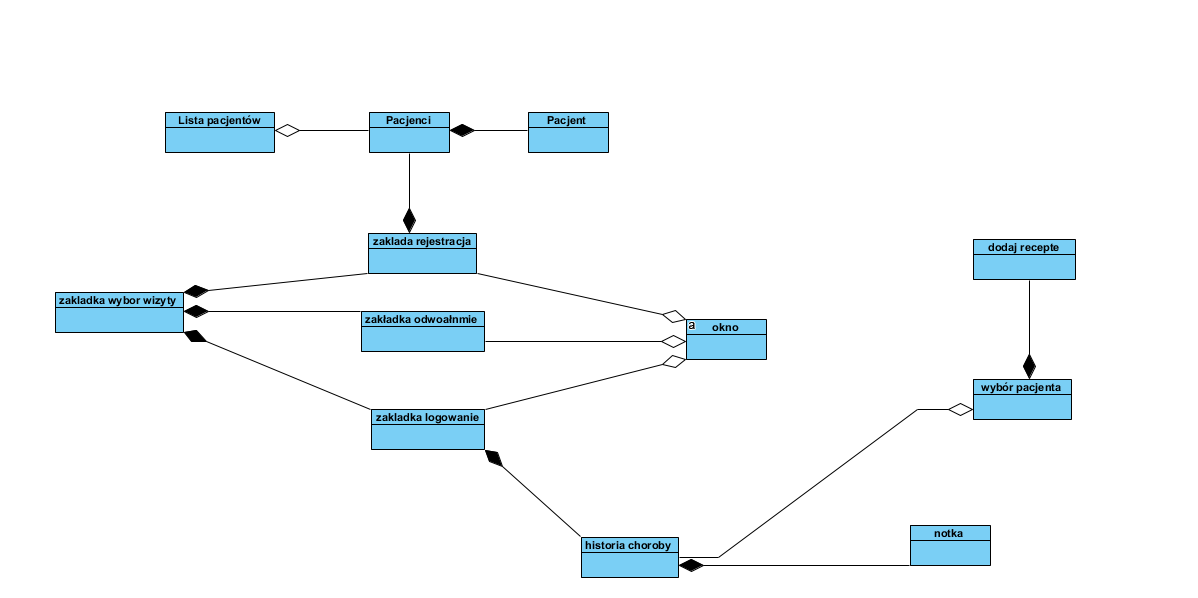 Lista pacjentów
Pacjenci
Pacjent
zaklada rejestracja
dodaj recepte
zakladka wybor wizyty
zakładka odwoałnmie
a
okno
wybór pacjenta
zakladka logowanie
notka
historia choroby